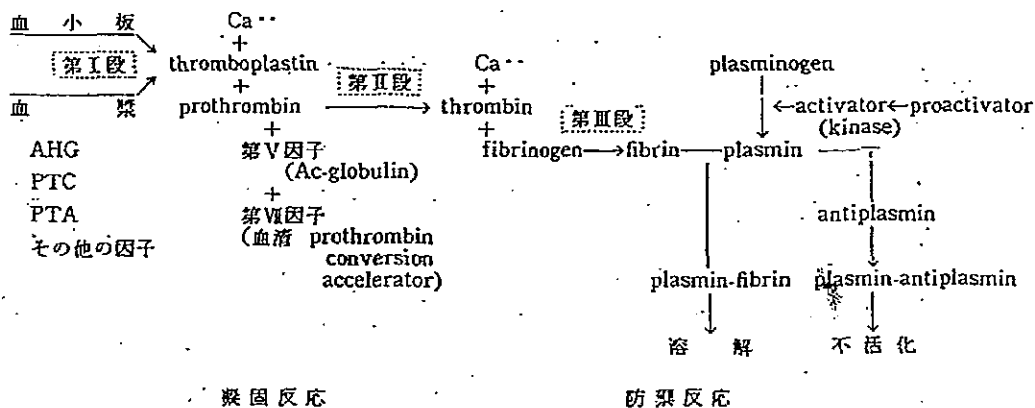 血小板
Ca‥
+
第Ⅰ段
thromboplastin
+
血漿
prothrombin
第Ⅱ段
Ca‥
+
thrombin
+
AHG
PTC
PTA
その他の因子
+
第Ⅴ因子
(Ac-globulin)
+
第Ⅶ因子
(血液 prothrombin
conversion
accelerator)
第Ⅲ段
fibrinogen
fibrin
plasmin
plasminogen
activator
proactivator
(kinase)
antiplasmin
plasmin-fibrin
plasmin-antiplasmin
溶解
不活化
凝固反応
防禦反応